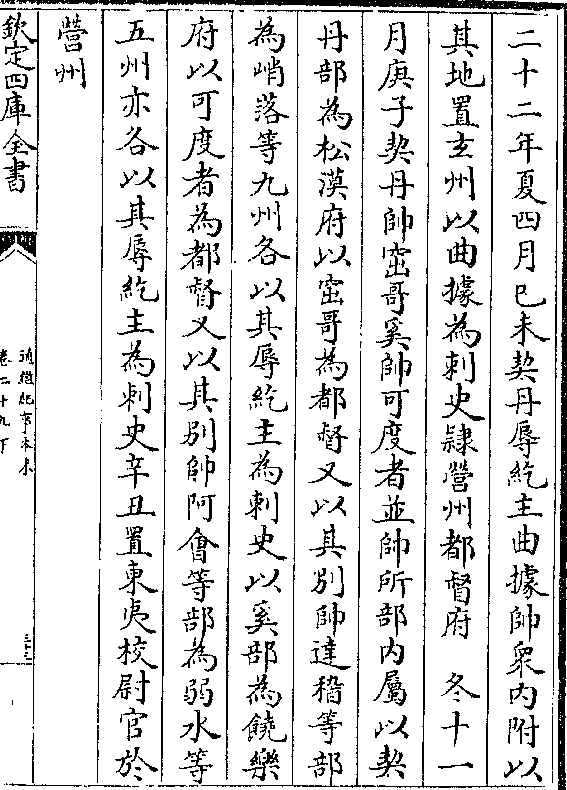 二十二年夏四月己未契丹辱紇主曲據帥衆内附以
其地置玄州以曲據為刺史隷營州都督府　冬十一
月庚子契丹帥窋哥奚帥可度者並帥所部内屬以契
丹部為松漠府以窋哥為都督又以其別帥達稽等部
為峭落等九州各以其辱紇主為刺史以奚部為饒樂
府以可度者為都督又以其別帥阿會等部為弱水等
五州亦各以其辱紇主為刺史辛丑置東夷校尉官於
營州
欽定四庫全書
通鑑紀事本末
卷二十九下